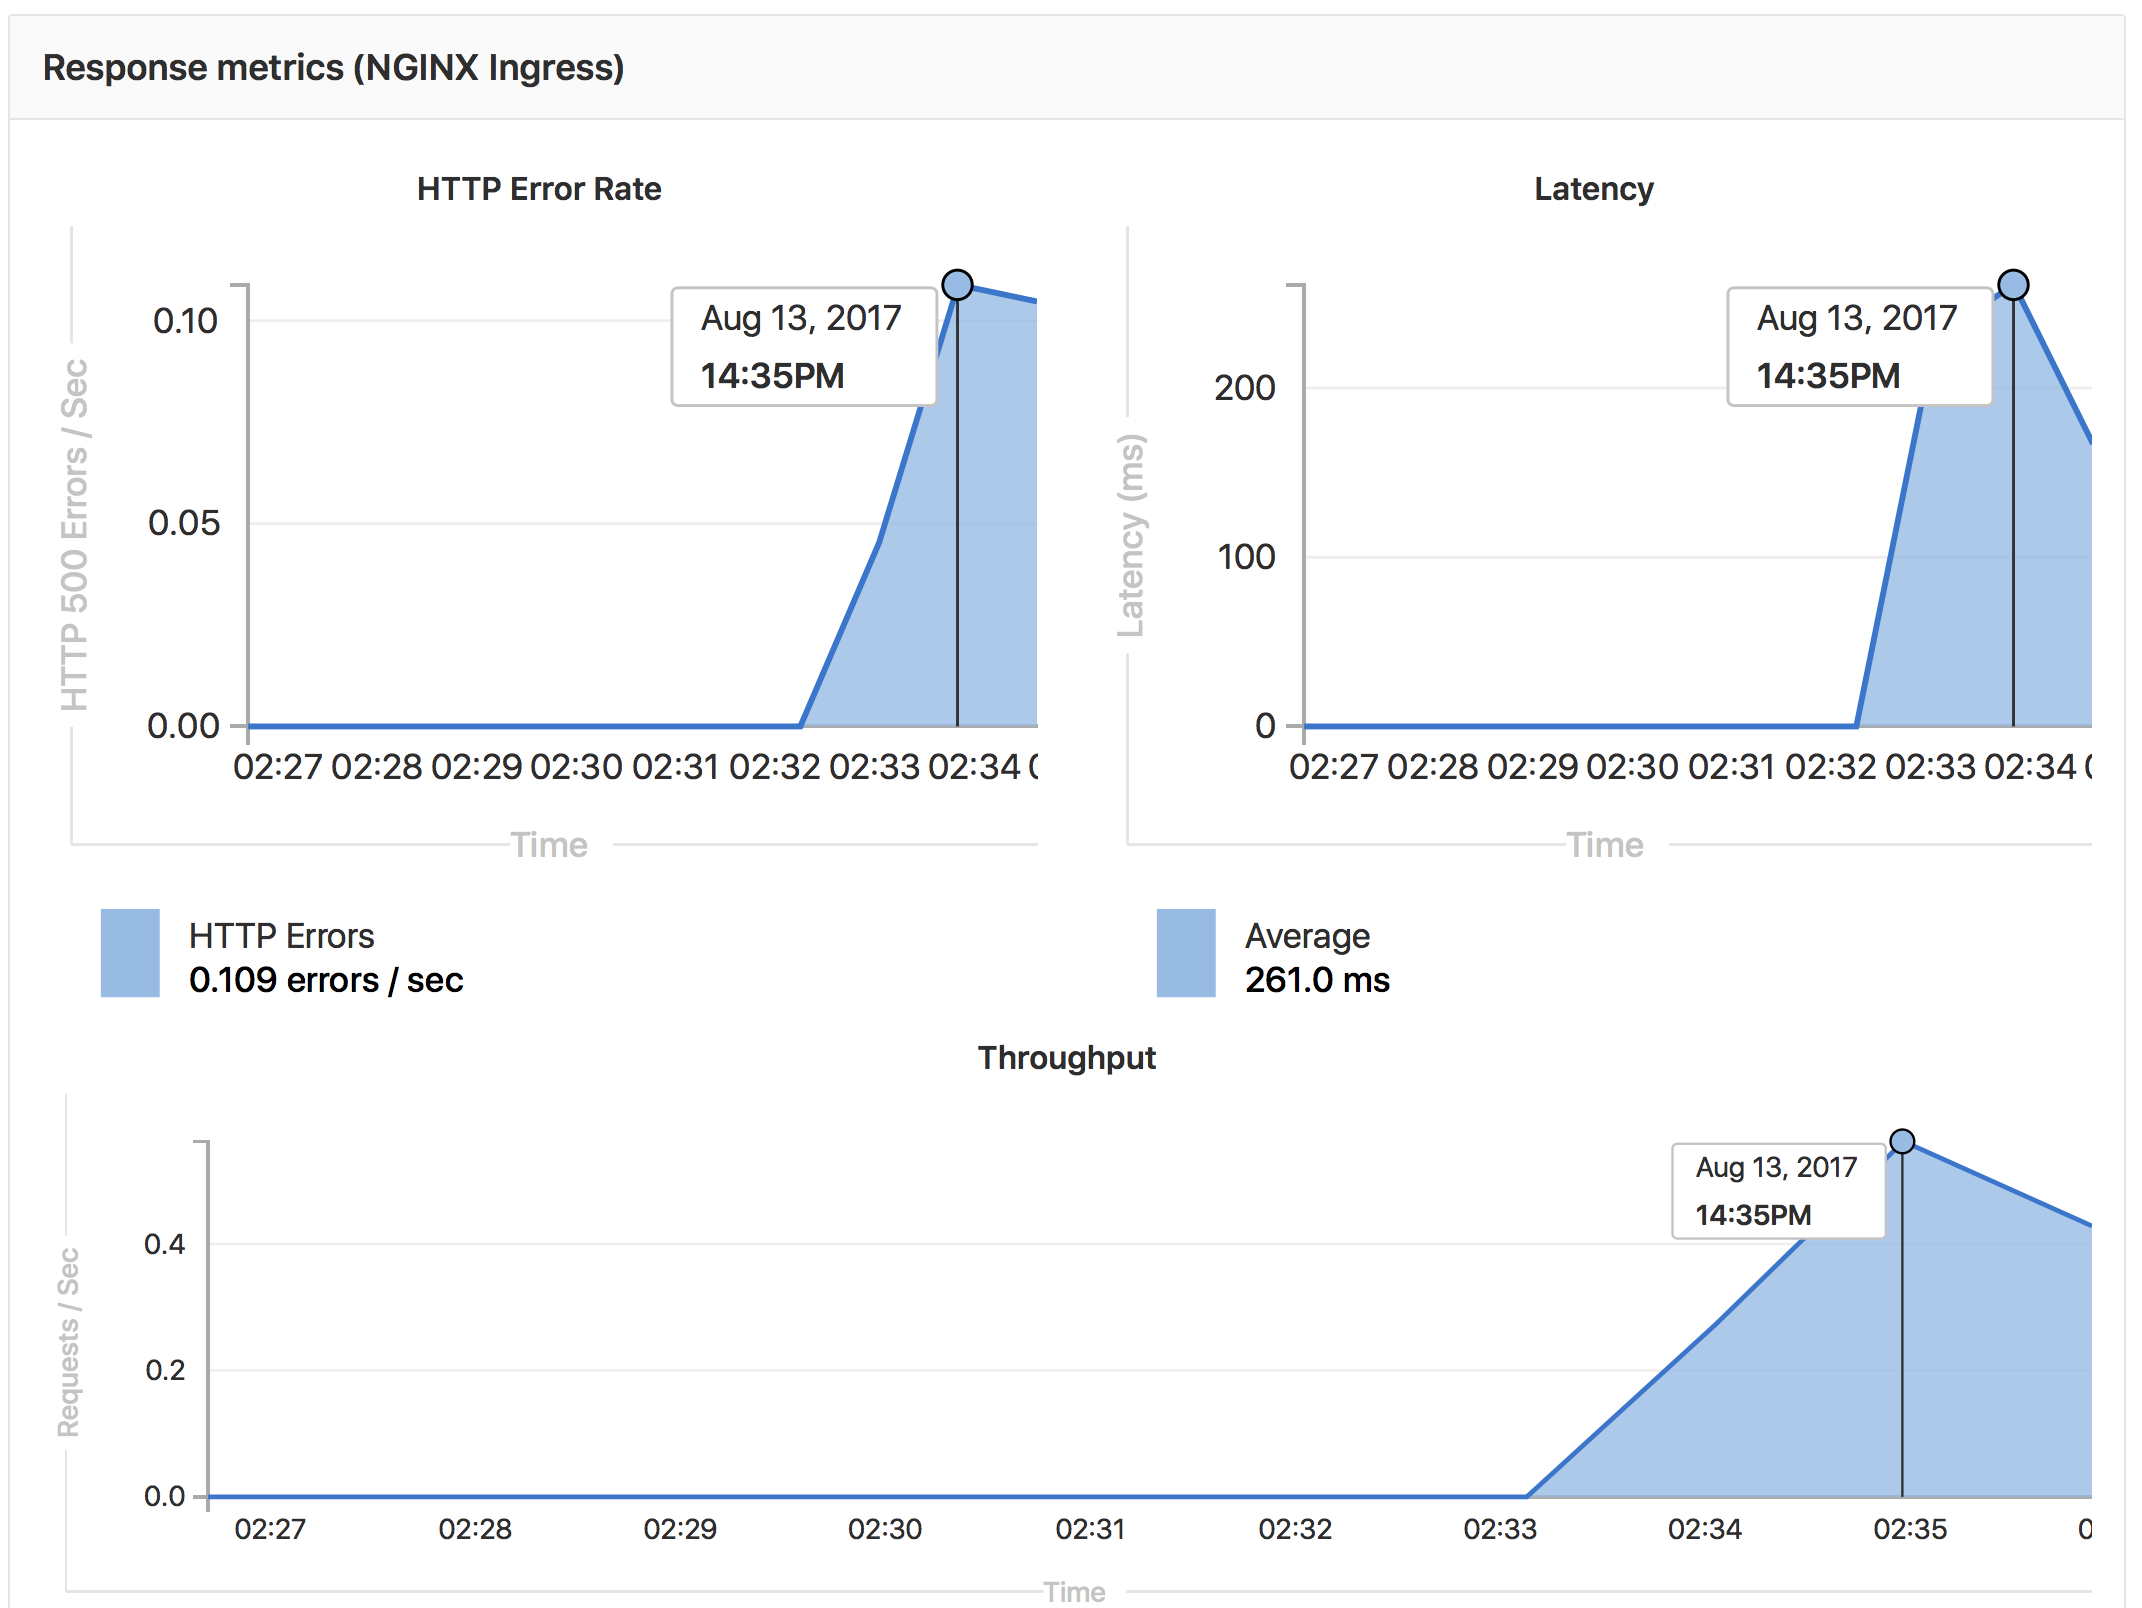 Response metrics (NGINX Ingress)
HTTP Error Rate
HTTP 500 Errors / Sec
0.10
0.05
0.00
Aug 13, 2017
14:35PM
02:27 02:28 02:29 02:30 02:31 02:32 02:33 02:34
Time
HTTP Errors
0.109 errors / sec
Latency
Latency (ms)
200
100
0
Aug 13, 2017
14:35PM
02:27 02:28 02:29 02:30 02:31 02:32 02:33 02:34
Time
Average
261.0 ms
Throughput
Requests / Sec
0.4
0.2
0.0
Aug 13, 2017
14:35PM
02:27 02:28 02:29 02:30 02:31 02:32 02:33 02:34 02:35 0
Time